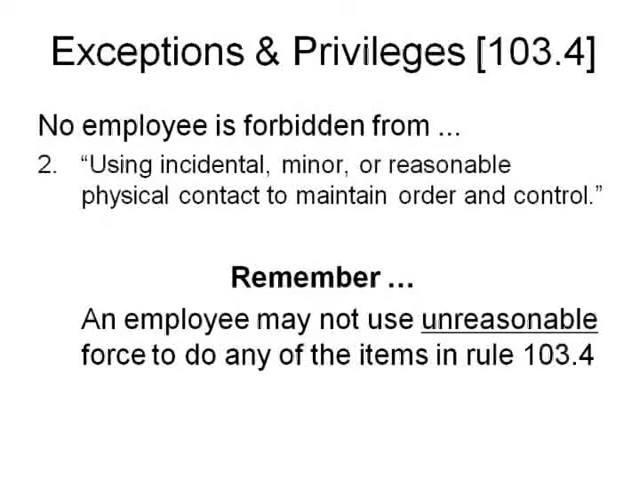 Exceptions & Privileges [103.4]
No employee is forbidden from ...
2. “Using incidental, minor, or reasonable
physical contact to maintain order and control.”
Remember ...
An employee may not use unreasonable
force to do any of the items in rule 103.4